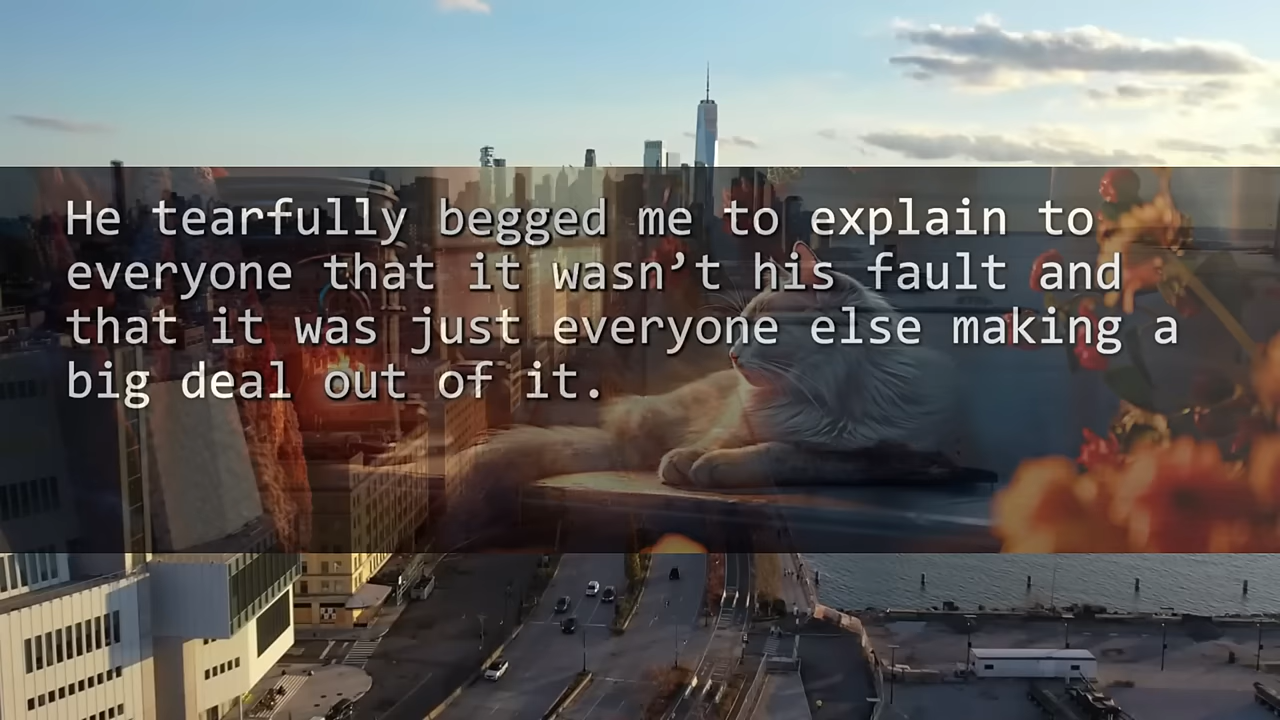 He tearfully begged me to explain to
everyone that it wasn’t his fault and
that it was just everyone else making a
big deal out of it.